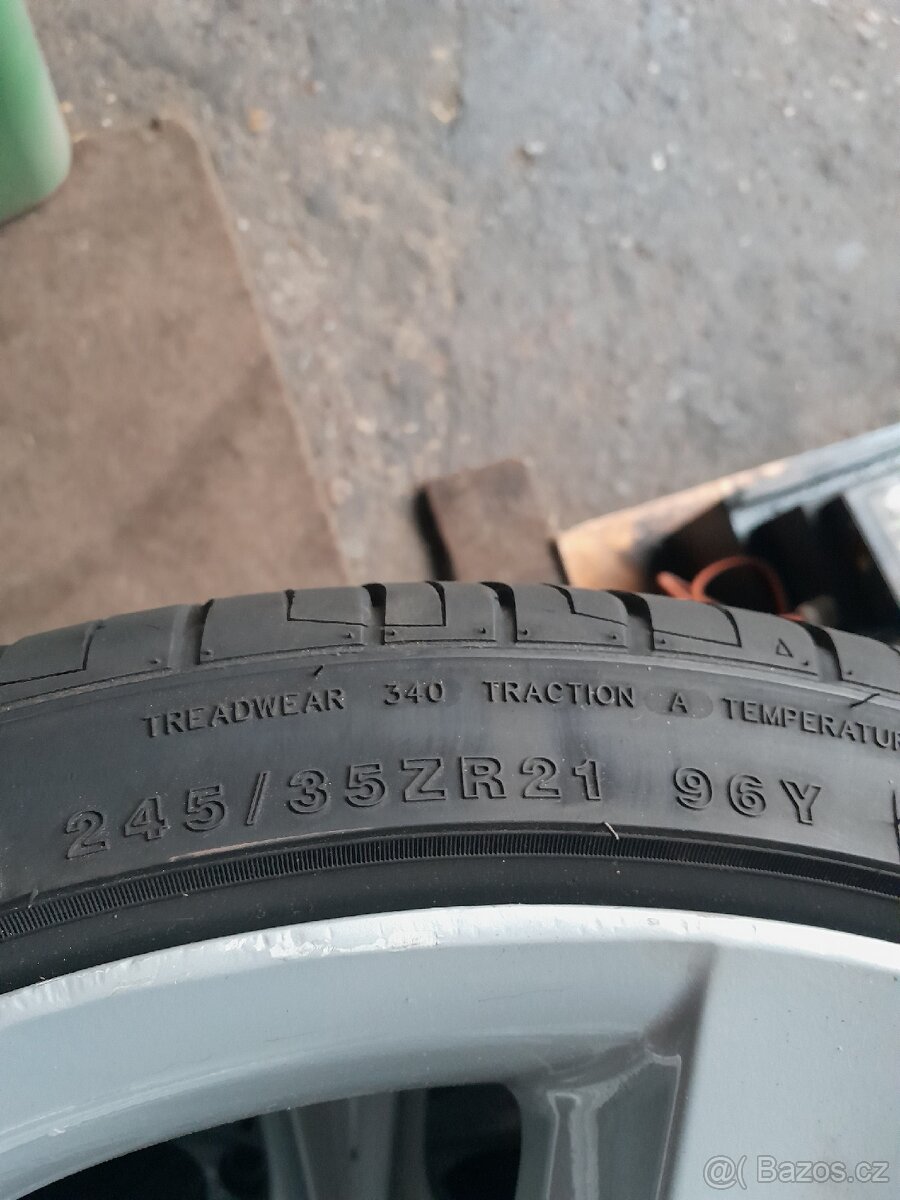 TREADWEAR 340 TRACTION A TEMPERATUR
245/35ZR21 96Y
@( Bazos.cz